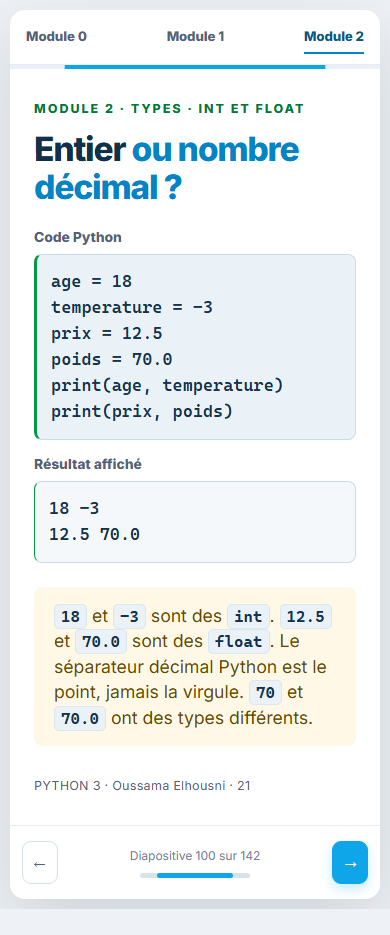 Module 0 Module 1 Module 2
MODULE 2 · TYPES · INT ET FLOAT
Entier ou nombre
décimal ?
Code Python
age = 18
temperature = −3
prix = 12.5
poids = 70.0
print(age, temperature)
print(prix, poids)
Résultat affiché
18 −3
12.5 70.0
18 et −3 sont des int . 12.5
et 70.0 sont des float . Le
séparateur décimal Python est le
point, jamais la virgule. 70 et
70.0 ont des types différents.
PYTHON 3 · Oussama Elhousni · 21
← Diapositive 100 sur 142 →